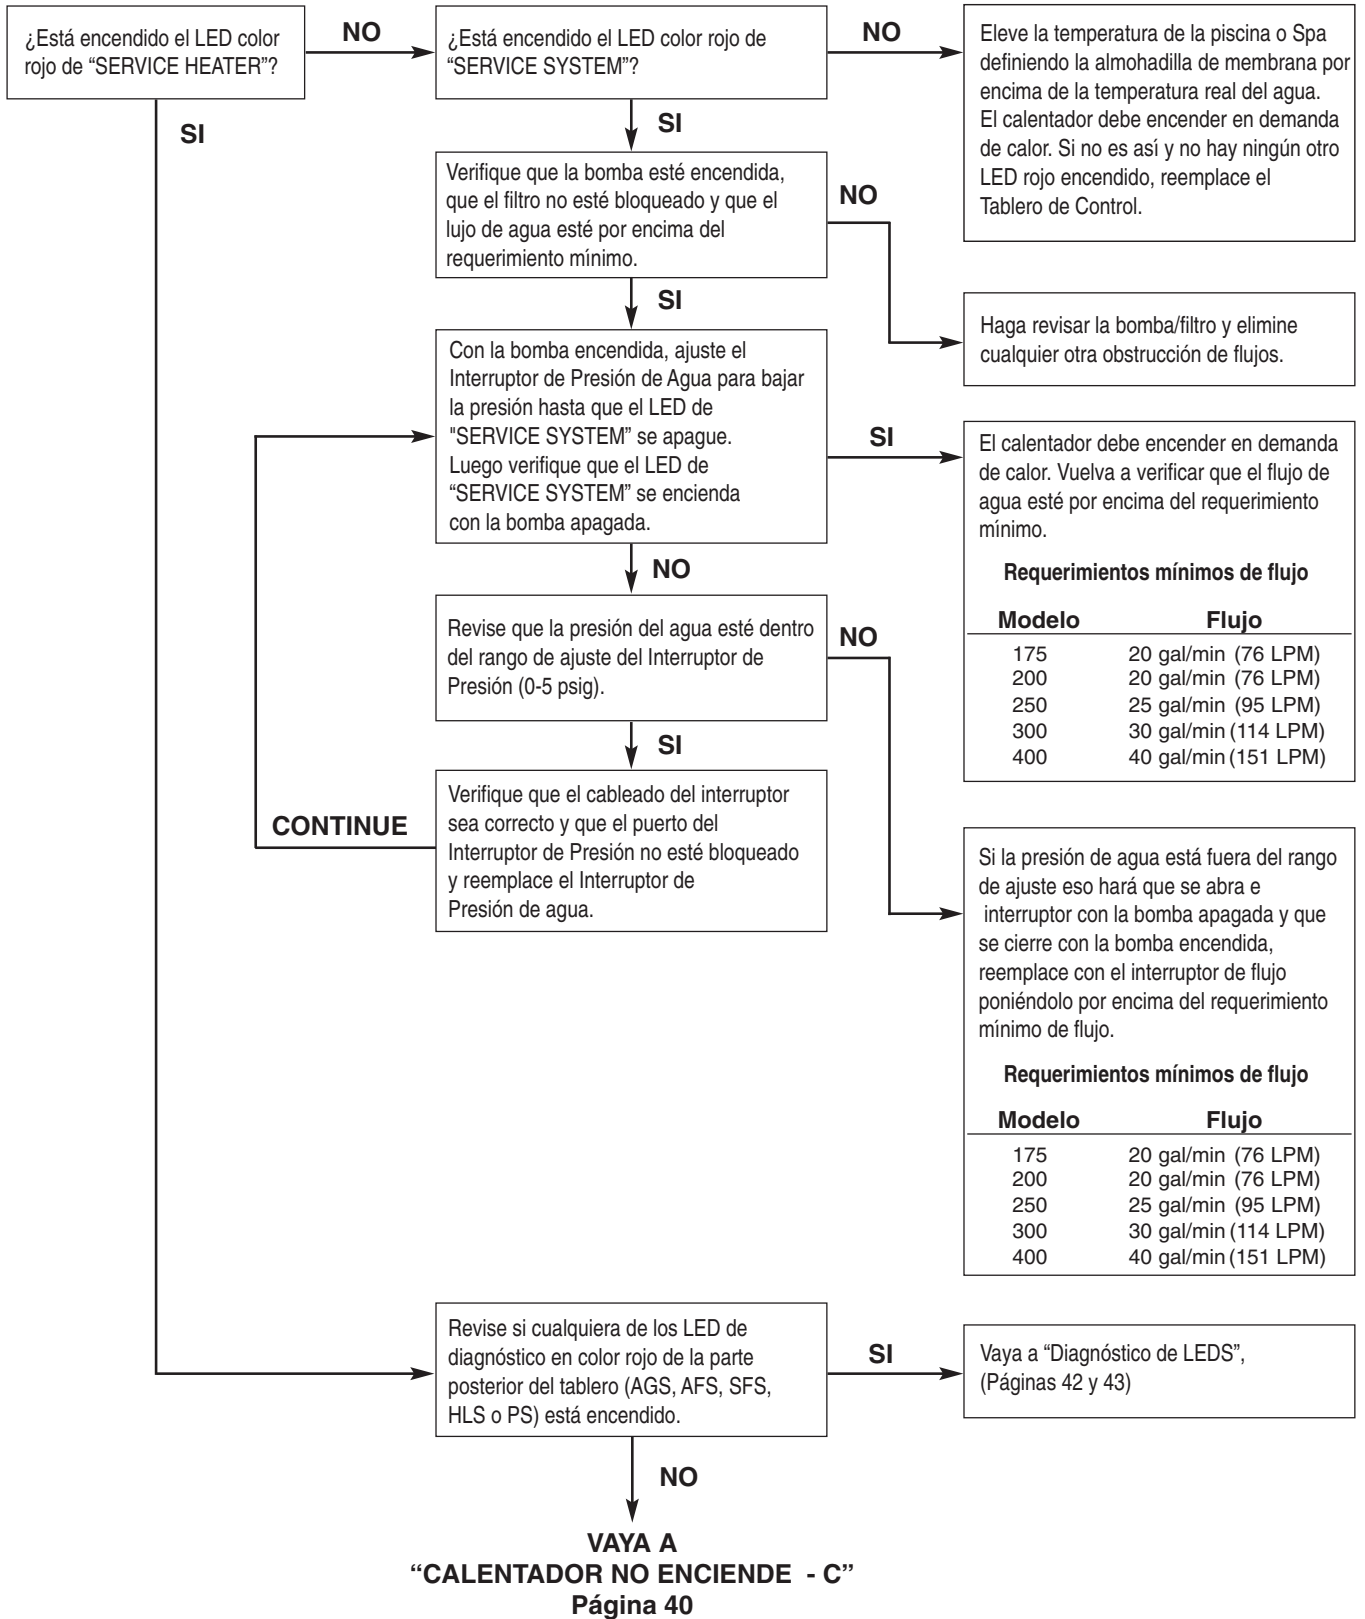 ¿Está encendido el LED color
rojo de “SERVICE HEATER”?
NO
¿Está encendido el LED color rojo de
“SERVICE SYSTEM”?
NO
Eleve la temperatura de la piscina o Spa
definiendo la almohadilla de membrana por
encima de la temperatura real del agua.
El calentador debe encender en demanda
de calor. Si no es así y no hay ningún otro
LED rojo encendido, reemplace el
Tablero de Control.
SI
SI
Verifique que la bomba esté encendida,
que el filtro no esté bloqueado y que el
lujo de agua esté por encima del
requerimiento mínimo.
NO
SI
Haga revisar la bomba/filtro y elimine
cualquier otra obstrucción de flujos.
Con la bomba encendida, ajuste el
Interruptor de Presión de Agua para bajar
la presión hasta que el LED de
"SERVICE SYSTEM” se apague.
Luego verifique que el LED de
“SERVICE SYSTEM” se encienda
con la bomba apagada.
SI
El calentador debe encender en demanda
de calor. Vuelva a verificar que el flujo de
agua esté por encima del requerimiento
mínimo.
Requerimientos mínimos de flujo
Modelo Flujo
175 20 gal/min (76 LPM)
200 20 gal/min (76 LPM)
250 25 gal/min (95 LPM)
300 30 gal/min (114 LPM)
400 40 gal/min (151 LPM)
NO
Revise que la presión del agua esté dentro
del rango de ajuste del Interruptor de
Presión (0-5 psig).
NO
SI
CONTINUE
Verifique que el cableado del interruptor
sea correcto y que el puerto del
Interruptor de Presión no esté bloqueado
y reemplace el Interruptor de
Presión de agua.
Si la presión de agua está fuera del rango
de ajuste eso hará que se abra e
interruptor con la bomba apagada y que
se cierre con la bomba encendida,
reemplace con el interruptor de flujo
poniéndolo por encima del requerimiento
mínimo de flujo.
Requerimientos mínimos de flujo
Modelo Flujo
175 20 gal/min (76 LPM)
200 20 gal/min (76 LPM)
250 25 gal/min (95 LPM)
300 30 gal/min (114 LPM)
400 40 gal/min (151 LPM)
Revise si cualquiera de los LED de
diagnóstico en color rojo de la parte
posterior del tablero (AGS, AFS, SFS,
HLS o PS) está encendido.
SI
Vaya a “Diagnóstico de LEDS”,
(Páginas 42 y 43)
NO
VAYA A
“CALENTADOR NO ENCIENDE - C”
Página 40